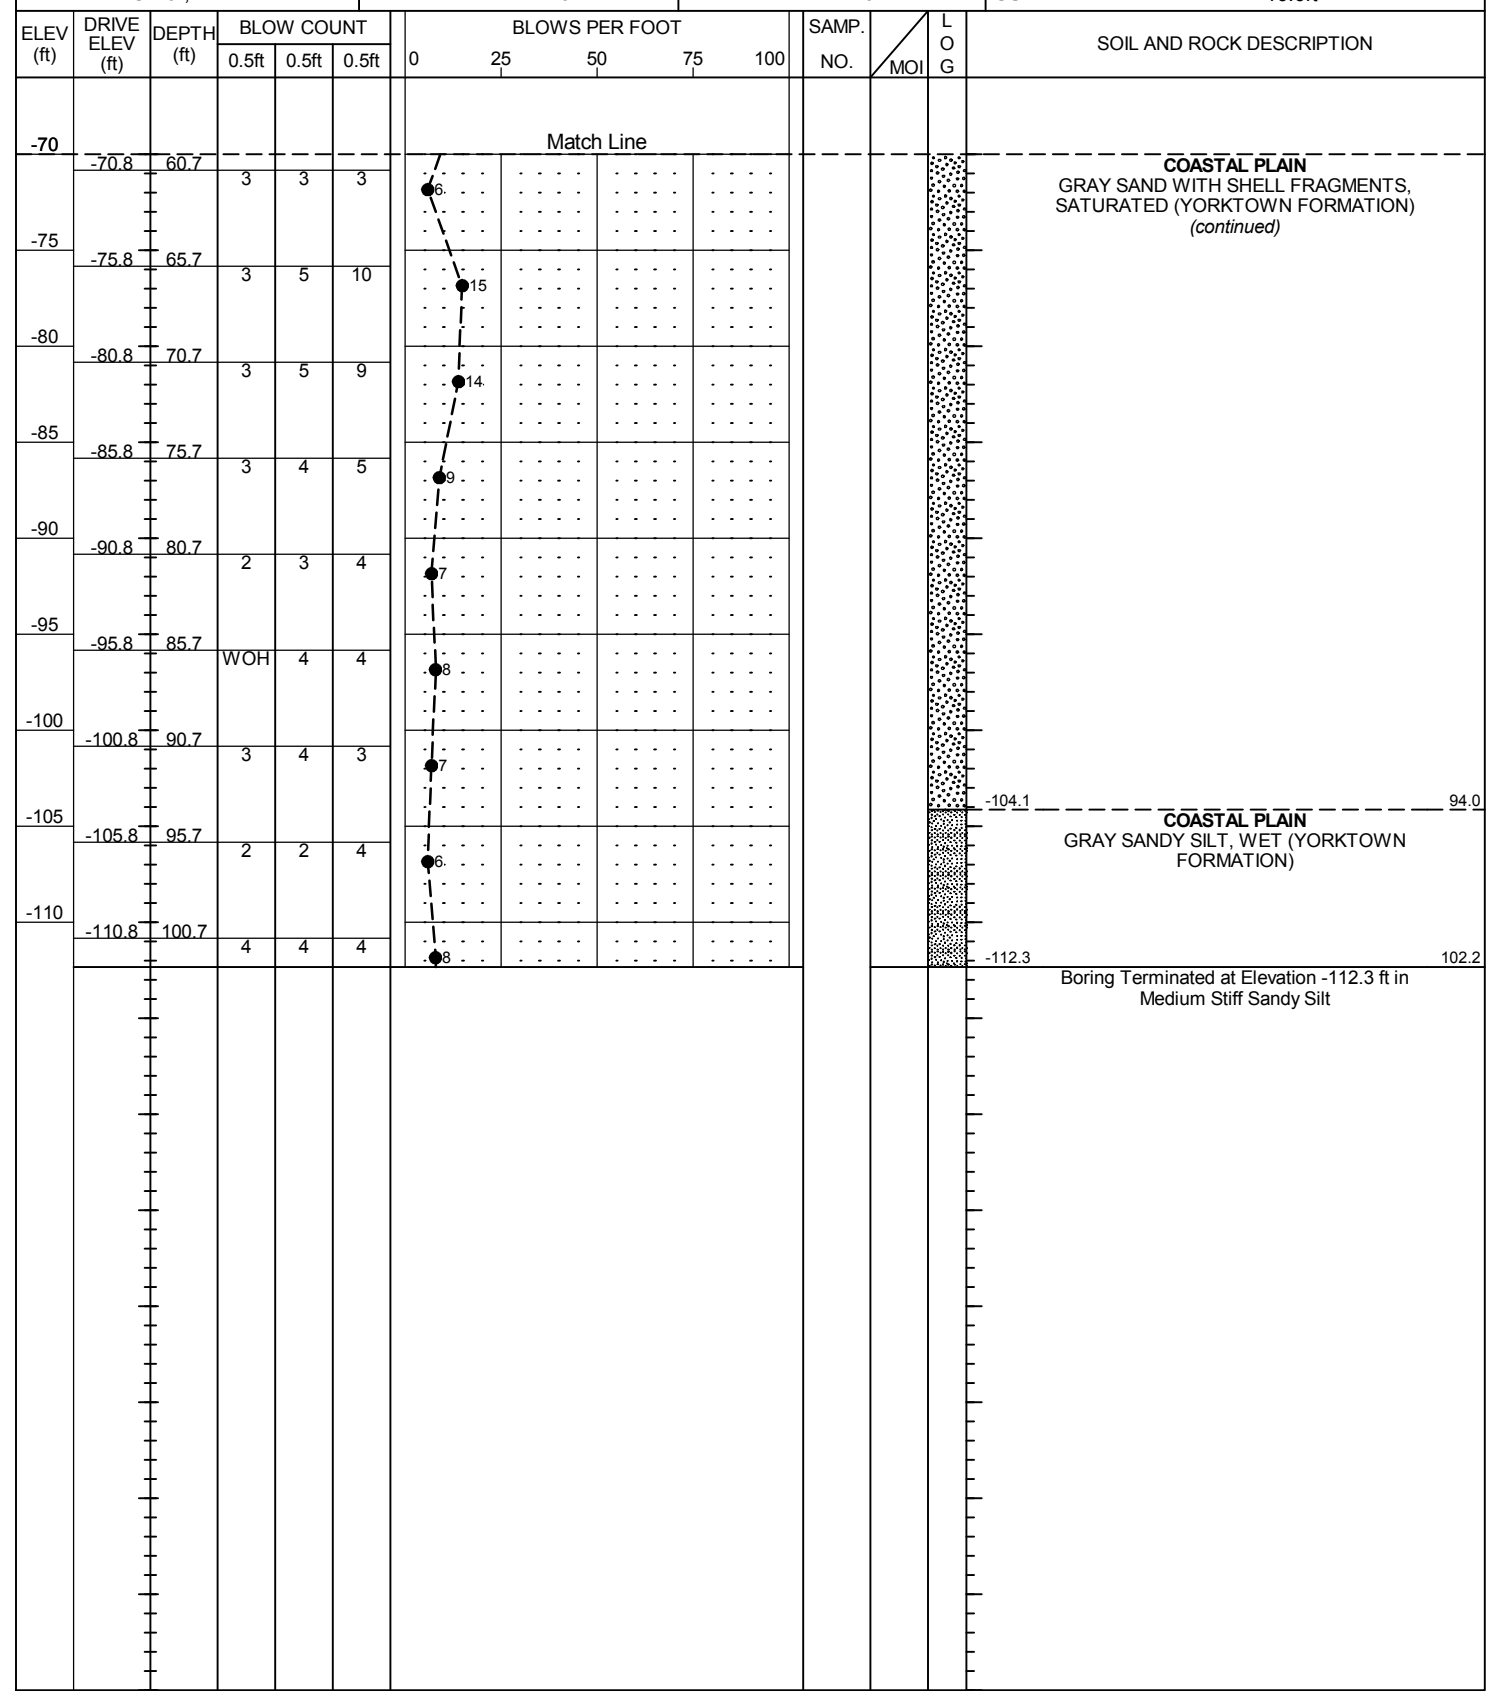 ELEV (ft) DRIVE ELEV (ft) DEPTH (ft) BLOW COUNT BLOWS PER FOOT SAMP. NO. MOI LOG SOIL AND ROCK DESCRIPTION
0.5ft 0.5ft 0.5ft 0 25 50 75 100
-70 Match Line
-70.8 60.7 COASTAL PLAIN
3 3 3 6 GRAY SAND WITH SHELL FRAGMENTS,
SATURATED (YORKTOWN FORMATION)
(continued)
-75
-75.8 65.7
3 5 10 15
-80
-80.8 70.7
3 5 9 14
-85
-85.8 75.7
3 4 5 9
-90
-90.8 80.7
2 3 4 7
-95
-95.8 85.7
WOH 4 4 8
-100
-100.8 90.7
3 4 3 7
-104.1 94.0
-105 COASTAL PLAIN
-105.8 95.7 GRAY SANDY SILT, WET (YORKTOWN
2 2 4 6 FORMATION)
-110
-110.8 100.7
4 4 4 8 -112.3 102.2
Boring Terminated at Elevation -112.3 ft in
Medium Stiff Sandy Silt